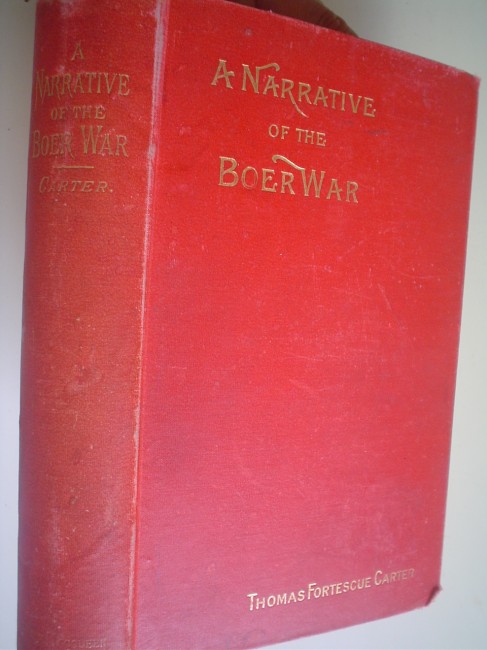 A
NARRATIVE
OF THE
BOER WAR
CARTER.
A NARRATIVE
OF THE
BOER WAR
THOMAS FORTESCUE CARTER